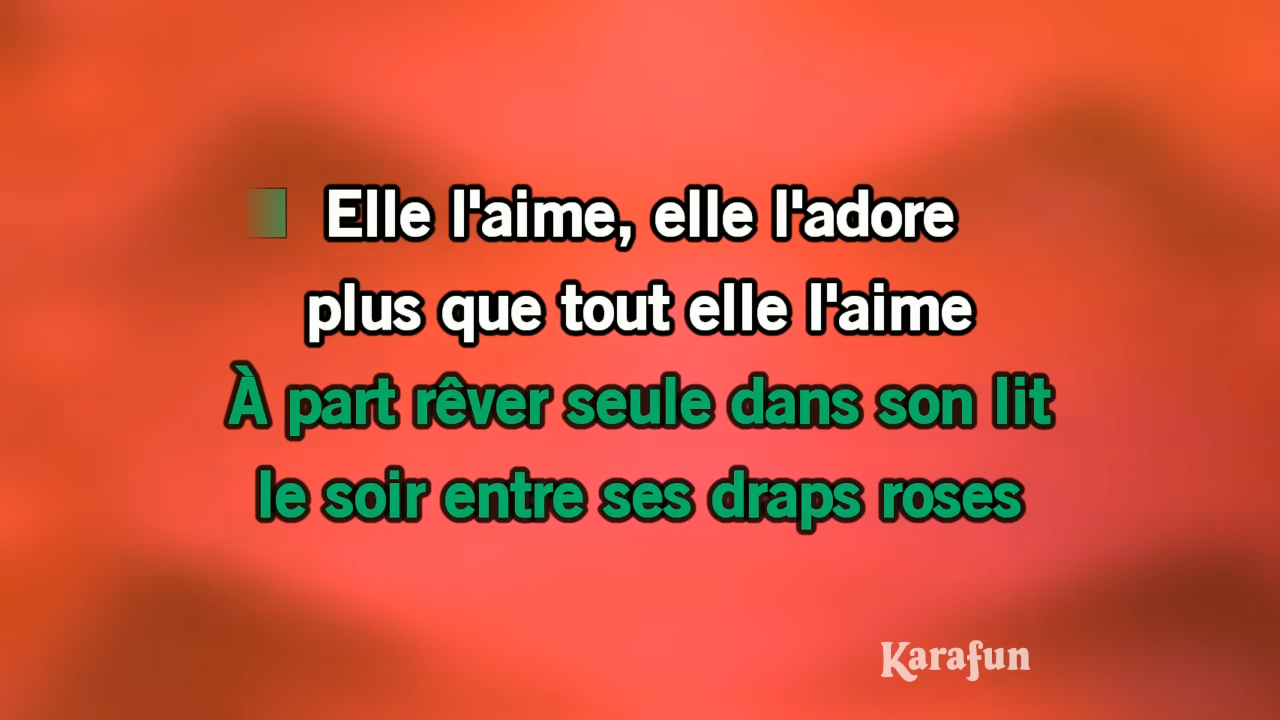 Elle l'aime, elle l'adore
plus que tout elle l'aime
À part rêver seule dans son lit
le soir entre ses draps roses
Karafun